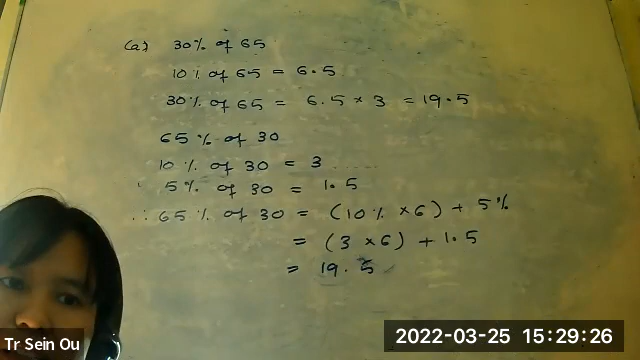 (a) 30% of 65
10% of 65 = 6.5
30% of 65 = 6.5 × 3 = 19.5
65% of 30
10% of 30 = 3
5% of 30 = 1.5
∴ 65% of 30 = (10% × 6) + 5%
= (3 × 6) + 1.5
= 19.5
Tr Sein Ou
2022-03-25 15:29:26